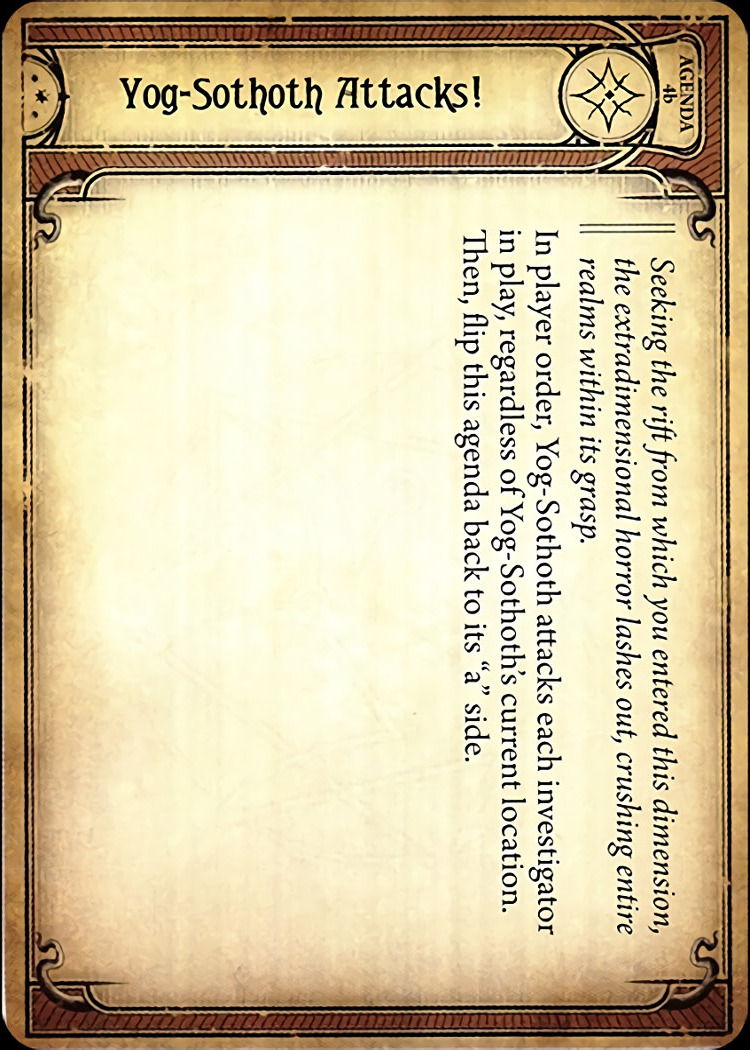 AGENDA
4b
Yog-Sothoth Attacks!
Seeking the rift from which you entered this dimension,
the extradimensional horror lashes out, crushing entire
realms within its grasp.
In player order, Yog-Sothoth attacks each investigator
in play, regardless of Yog-Sothoth’s current location.
Then, flip this agenda back to its “a” side.